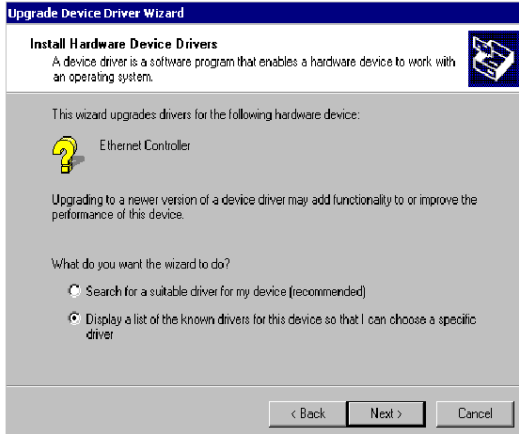 Upgrade Device Driver Wizard
Install Hardware Device Drivers
A device driver is a software program that enables a hardware device to work with
an operating system.
This wizard upgrades drivers for the following hardware device:
Ethernet Controller
Upgrading to a newer version of a device driver may add functionality to or improve the
performance of this device.
What do you want the wizard to do?
Search for a suitable driver for my device (recommended)
Display a list of the known drivers for this device so that I can choose a specific
driver
< Back
Next >
Cancel